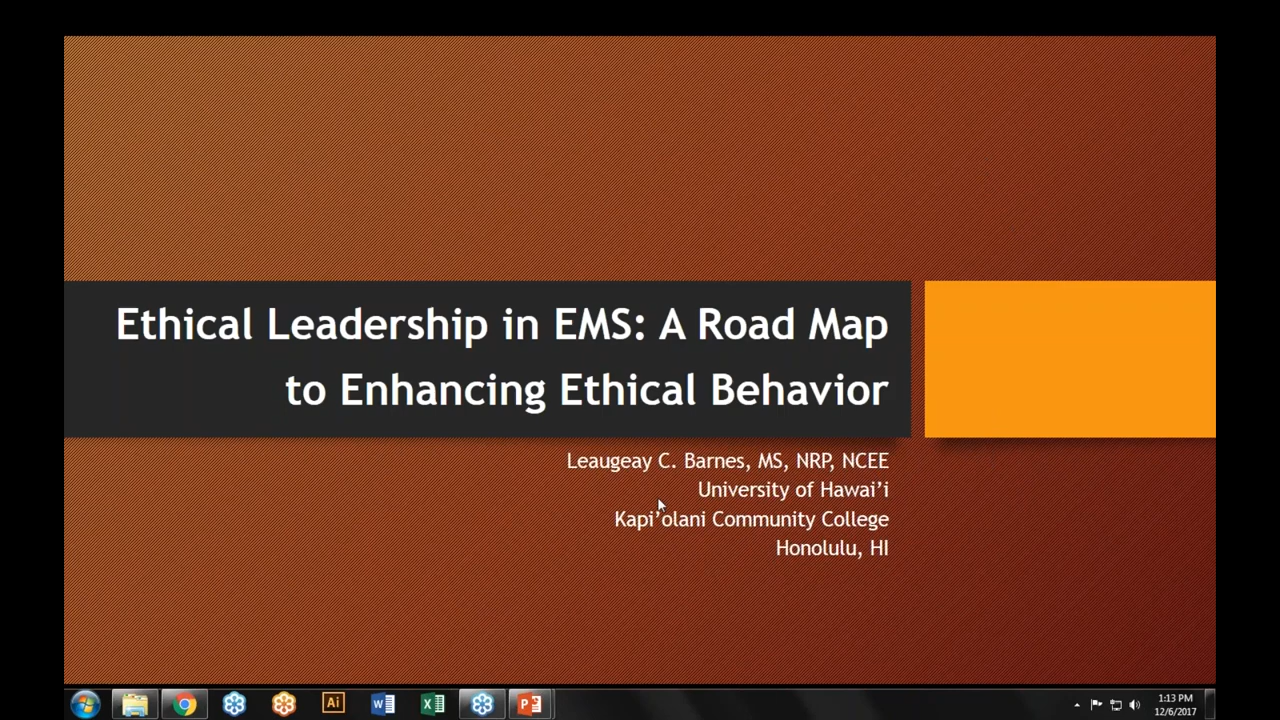 Ethical Leadership in EMS: A Road Map
to Enhancing Ethical Behavior
Leaugeay C. Barnes, MS, NRP, NCEE
University of Hawai’i
Kapi’olani Community College
Honolulu, HI
Ai
W
X
P
1:13 PM
12/6/2017